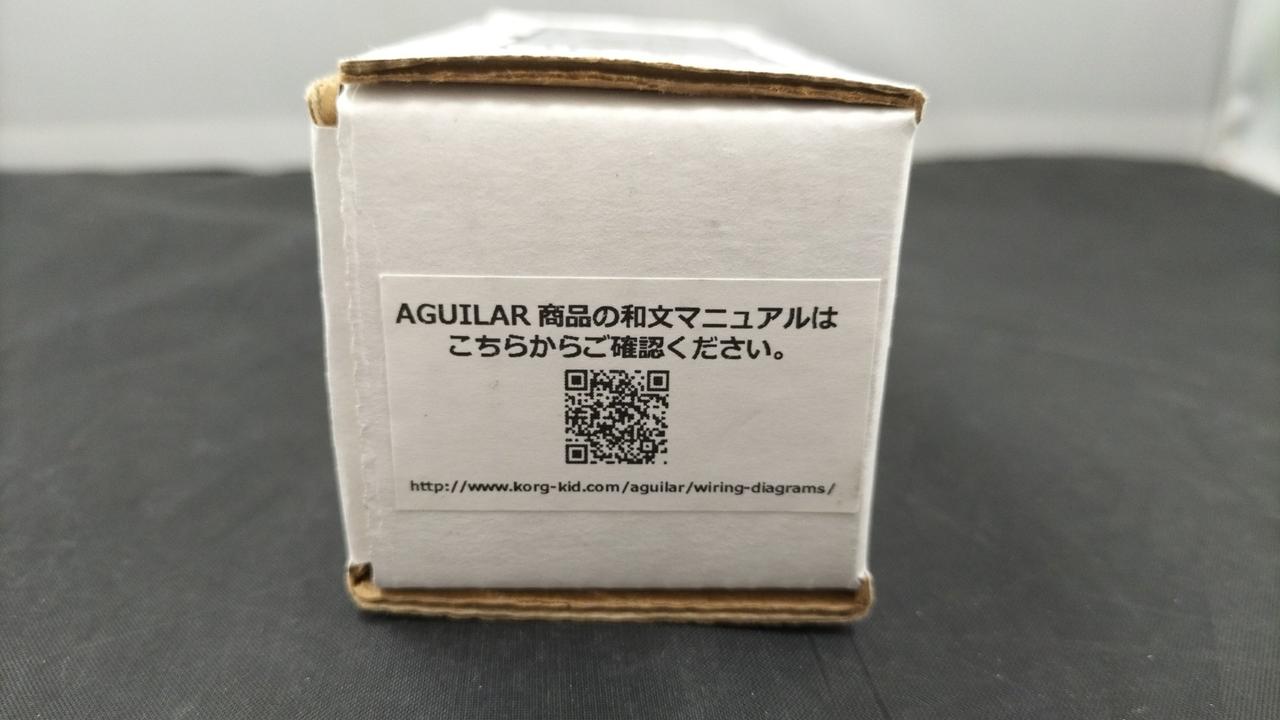 AGUILAR 商品の和文マニュアルは
こちらからご確認ください。
http://www.korg-kid.com/aguilar/wiring-diagrams/